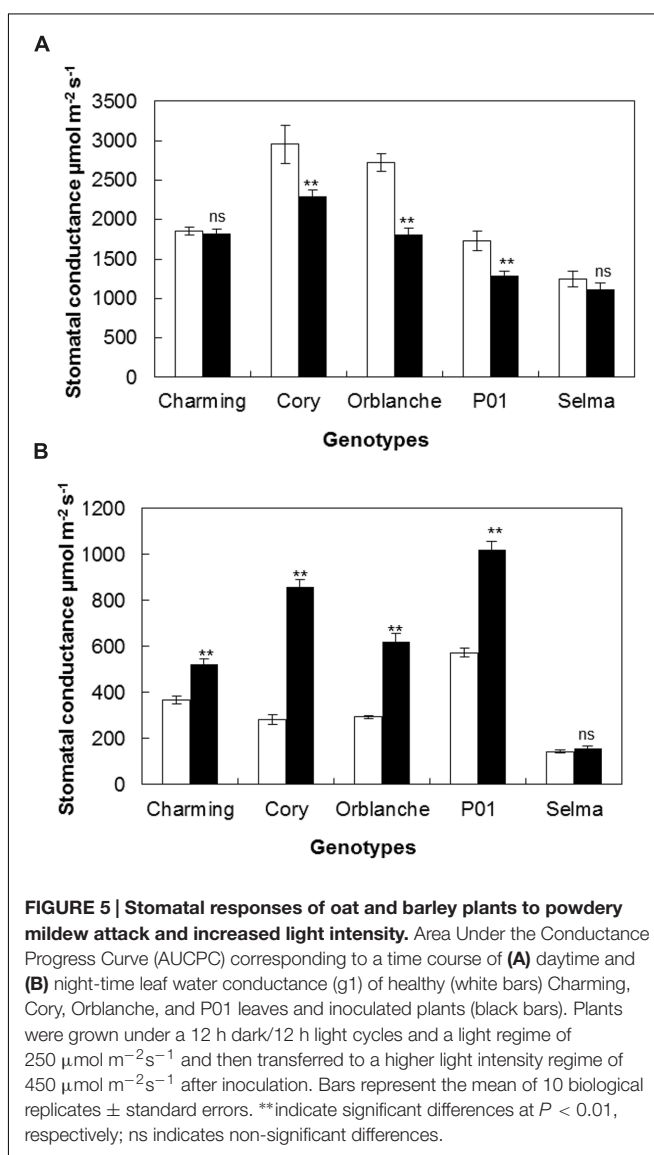 A
Stomatal conductance µmol m-2 s-1
3500
3000
2500
2000
1500
1000
500
0
ns
**
**
**
ns
Charming Cory Orblanche P01 Selma
Genotypes
B
Stomatal conductance µmol m-2 s-1
1200
1000
800
600
400
200
0
**
**
**
**
ns
Charming Cory Orblanche P01 Selma
Genotypes
FIGURE 5 | Stomatal responses of oat and barley plants to powdery
mildew attack and increased light intensity. Area Under the Conductance
Progress Curve (AUCPC) corresponding to a time course of (A) daytime and
(B) night-time leaf water conductance (g1) of healthy (white bars) Charming,
Cory, Orblanche, and P01 leaves and inoculated plants (black bars). Plants
were grown under a 12 h dark/12 h light cycles and a light regime of
250 µmol m−2s−1 and then transferred to a higher light intensity regime of
450 µmol m−2s−1 after inoculation. Bars represent the mean of 10 biological
replicates ± standard errors. **indicate significant differences at P < 0.01,
respectively; ns indicates non-significant differences.